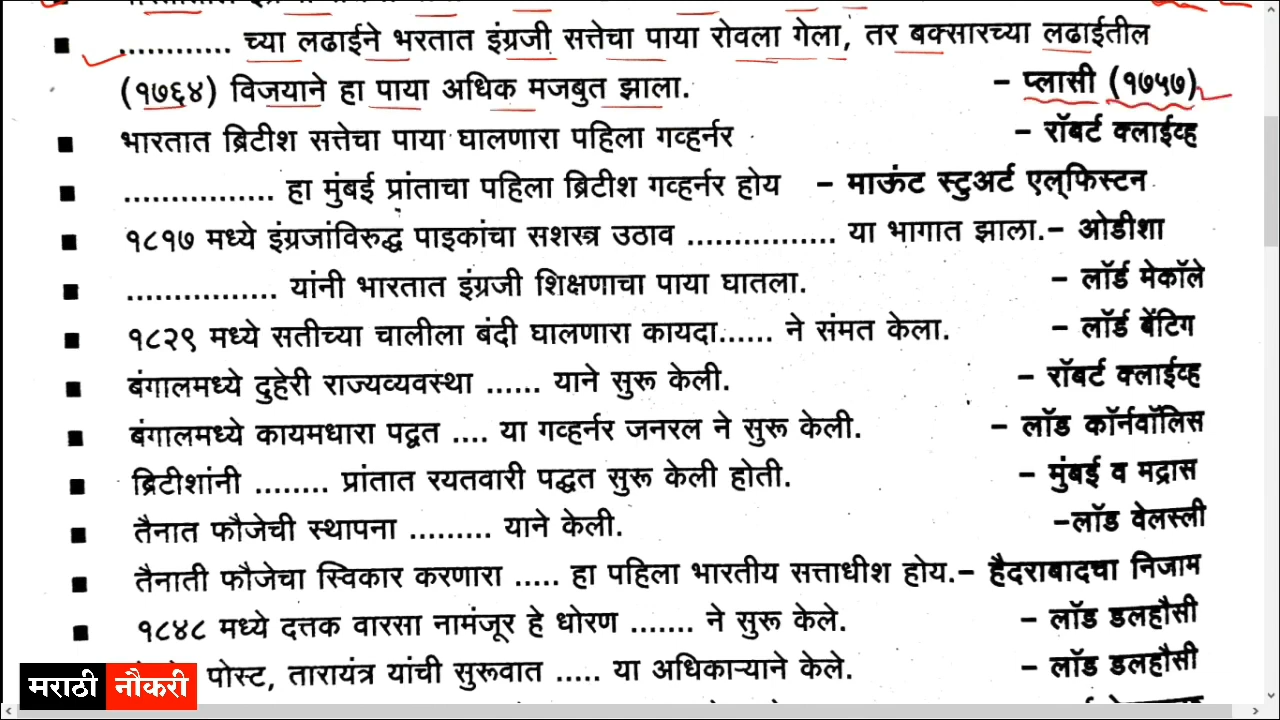 ■ ............ च्या लढाईने भरतात इंग्रजी सत्तेचा पाया रोवला गेला, तर बक्सारच्या लढाईतील
(१७६४) विजयाने हा पाया अधिक मजबुत झाला. – प्लासी (१७५७)
■ भारतात ब्रिटीश सत्तेचा पाया घालणारा पहिला गव्हर्नर – रॉबर्ट क्लाईव्ह
■ ................ हा मुंबई प्रांताचा पहिला ब्रिटीश गव्हर्नर होय – माऊंट स्टुअर्ट एल्‌फिस्टन
■ १८१७ मध्ये इंग्रजांविरुद्ध पाइकांचा सशस्त्र उठाव ................ या भागात झाला.– ओडीशा
■ ................ यांनी भारतात इंग्रजी शिक्षणाचा पाया घातला. – लॉर्ड मेकॉले
■ १८२९ मध्ये सतीच्या चालीला बंदी घालणारा कायदा...... ने संमत केला. – लॉर्ड बेंटिग
■ बंगालमध्ये दुहेरी राज्यव्यवस्था ...... याने सुरू केली. – रॉबर्ट क्लाईव्ह
■ बंगालमध्ये कायमधारा पद्धत .... या गव्हर्नर जनरल ने सुरू केली. – लॉड कॉर्नवॉलिस
■ ब्रिटीशांनी ........ प्रांतात रयतवारी पद्धत सुरू केली होती. – मुंबई व मद्रास
■ तैनात फौजेची स्थापना ......... याने केली. –लॉड वेलस्ली
■ तैनाती फौजेचा स्विकार करणारा ..... हा पहिला भारतीय सत्ताधीश होय.– हैदराबादचा निजाम
■ १८४८ मध्ये दत्तक वारसा नामंजूर हे धोरण ....... ने सुरू केले. – लॉड डलहौसी
पोस्ट, तारायंत्र यांची सुरूवात ..... या अधिकाऱ्याने केले. – लॉड डलहौसी
मराठी नौकरी